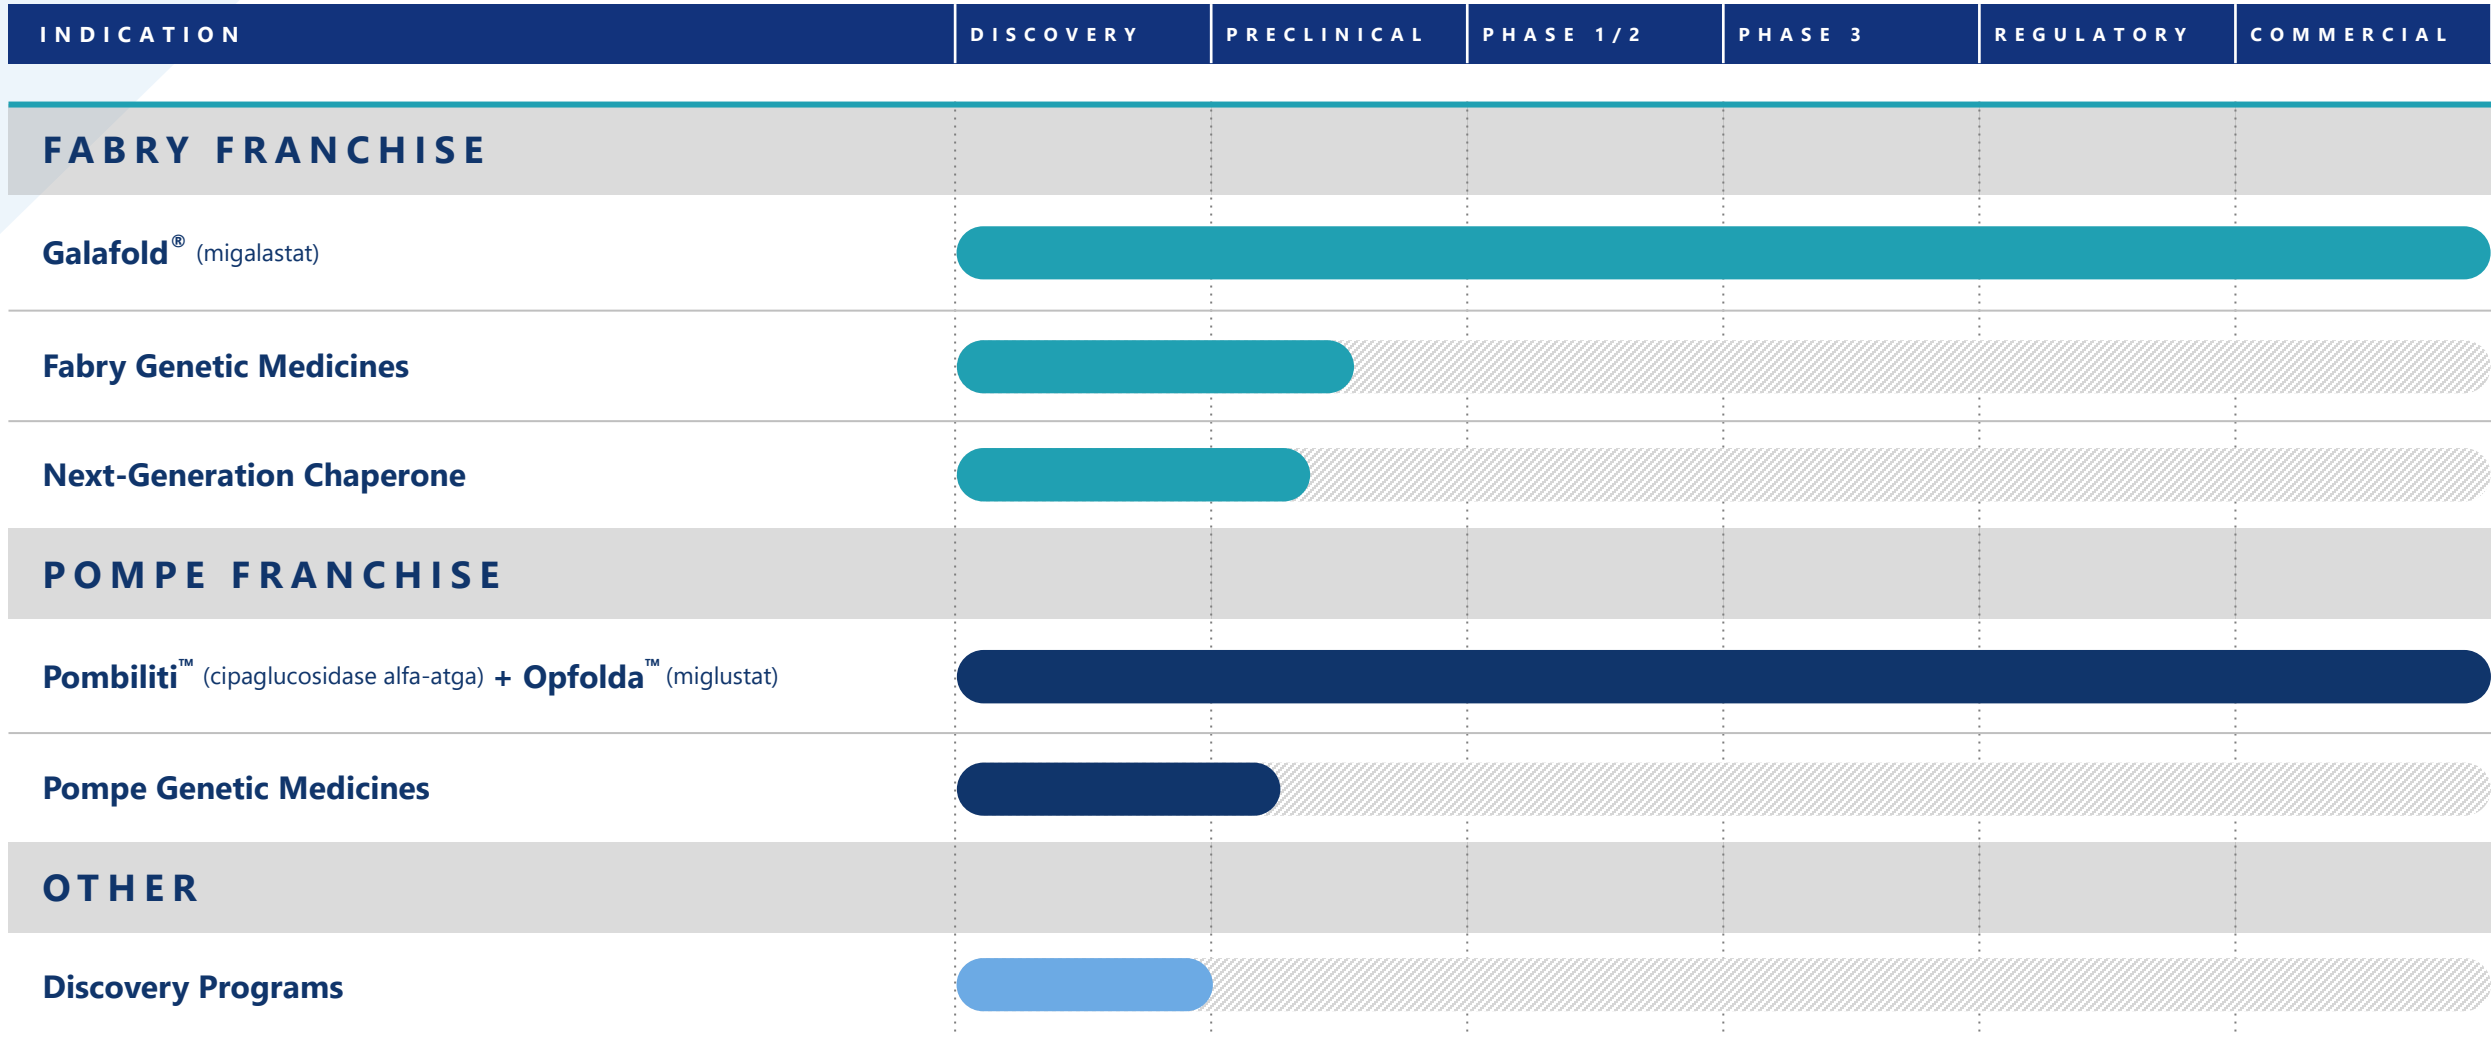 INDICATION DISCOVERY PRECLINICAL PHASE 1/2 PHASE 3 REGULATORY COMMERCIAL
FABRY FRANCHISE
Galafold® (migalastat)
Fabry Genetic Medicines
Next-Generation Chaperone
POMPE FRANCHISE
Pombiliti™ (cipaglucosidase alfa-atga) + Opfolda™ (miglustat)
Pompe Genetic Medicines
OTHER
Discovery Programs